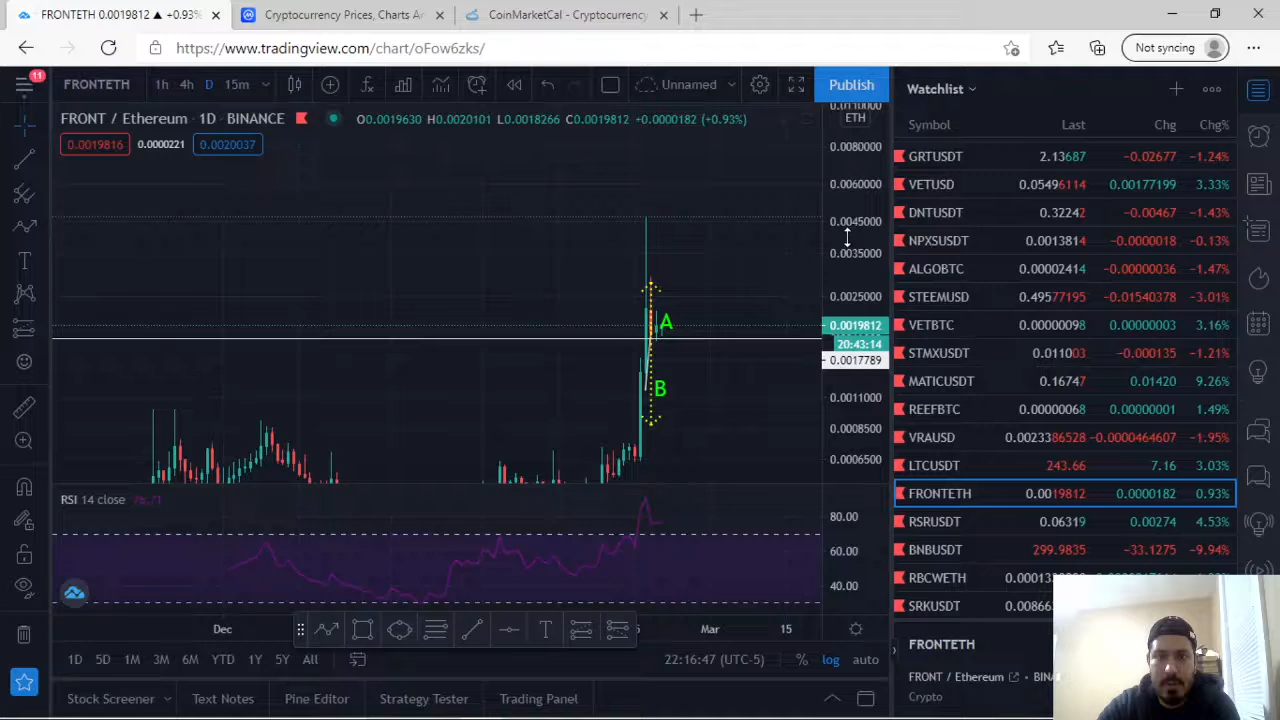 FRONTETH 0.0019812 ▲ +0.93%
Cryptocurrency Prices, Charts An
CoinMarketCal - Cryptocurrency
https://www.tradingview.com/chart/oFow6zks/
Not syncing
11
FRONTETH 1h 4h D 15m
Unnamed
Publish
FRONT / Ethereum · 1D · BINANCE
O0.0019630 H0.0020101 L0.0018266 C0.0019812 +0.0000182 (+0.93%)
0.0019816 0.0000221 0.0020037
ETH
0.0080000
0.0060000
0.0045000
0.0035000
0.0025000
0.0019812
20:43:14
0.0017789
0.0011000
0.0008500
0.0006500
A
B
RSI 14 close
80.00
60.00
40.00
Dec
Mar
15
1D 5D 1M 3M 6M YTD 1Y 5Y All
22:16:47 (UTC-5) % log auto
Stock Screener Text Notes Pine Editor Strategy Tester Trading Panel
Watchlist
Symbol Last Chg Chg%
GRTUSDT 2.13687 −0.02677 −1.24%
VETUSD 0.05496114 0.00177199 3.33%
DNTUSDT 0.32242 −0.00467 −1.43%
NPXSUSDT 0.0013814 −0.0000018 −0.13%
ALGOBTC 0.00002414 −0.00000036 −1.47%
STEEMUSD 0.49577195 −0.01540378 −3.01%
VETBTC 0.00000098 0.00000003 3.16%
STMXUSDT 0.011003 −0.000135 −1.21%
MATICUSDT 0.16747 0.01420 9.26%
REEFBTC 0.00000068 0.00000001 1.49%
VRAUSD 0.00233 86528 −0.0000464607 −1.95%
LTCUSDT 243.66 7.16 3.03%
FRONTETH 0.0019812 0.0000182 0.93%
RSRUSDT 0.06319 0.00274 4.53%
BNBUSDT 299.9835 −33.1275 −9.94%
RBCWETH
SRKUSDT
FRONTETH
FRONT / Ethereum
Crypto